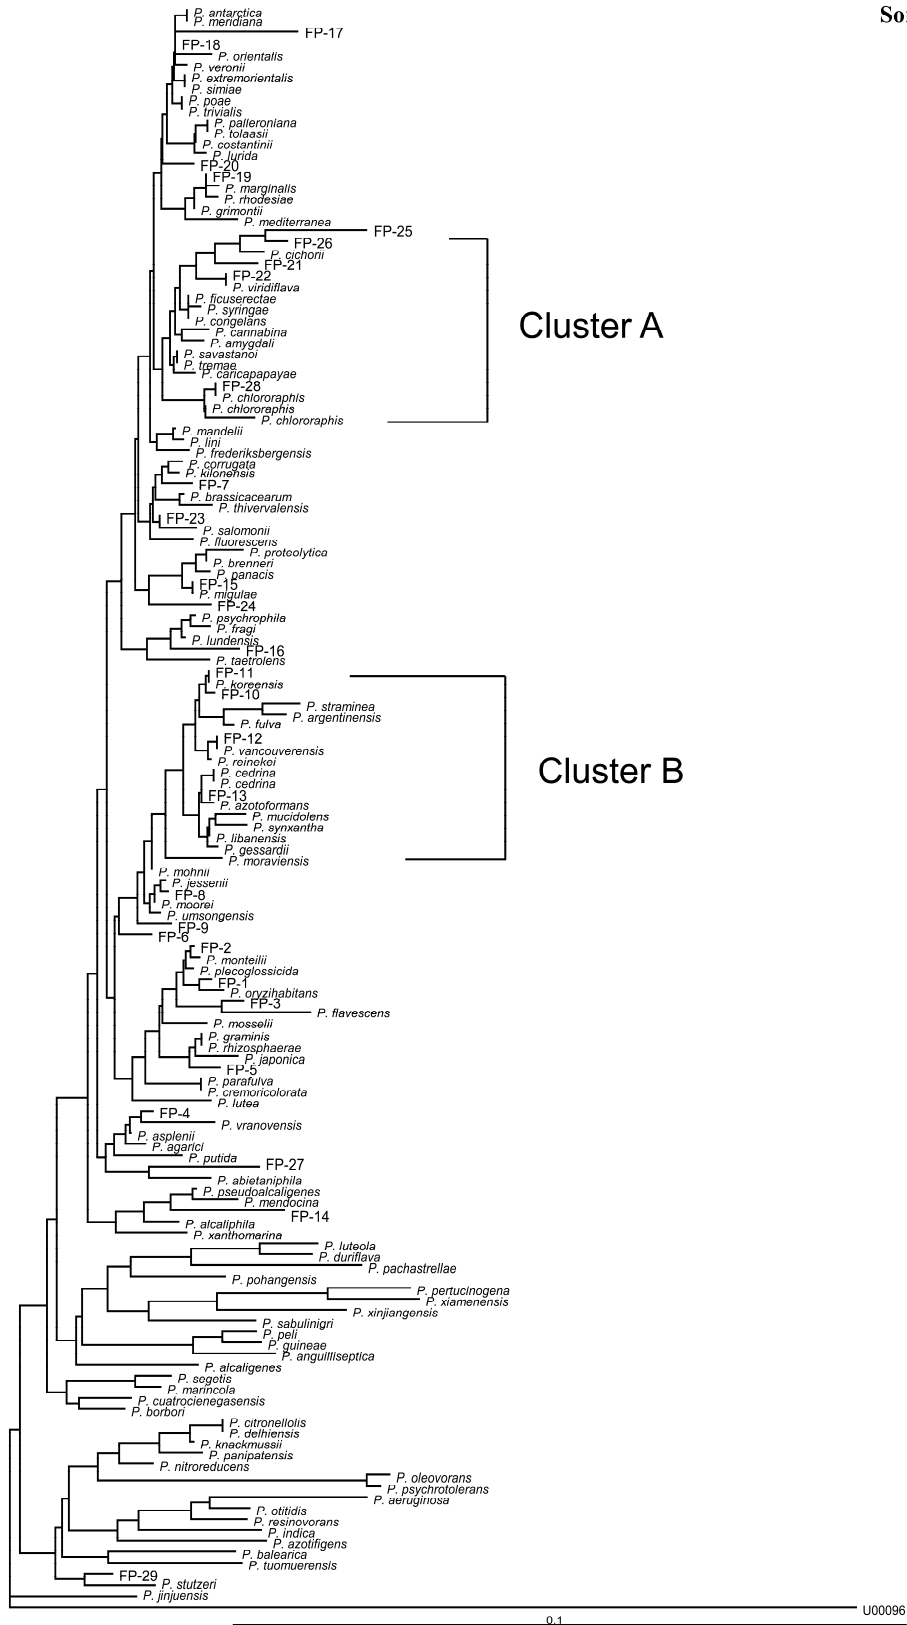 Sor
P. antarctica
P. meridiana
FP-17
FP-18
P. orientalis
P. veronii
P. extremorientalis
P. simiae
P. poae
P. trivialis
P. palleroniana
P. tolaasii
P. costantinii
P. lurida
FP-20
FP-19
P. marginalis
P. rhodesiae
P. grimontii
P. mediterranea
FP-25
FP-26
P. cichorii
FP-21
FP-22
P. viridiflava
P. ficuserectae
P. syringae
P. congelans
Cluster A
P. cannabina
P. amygdali
P. savastanoi
P. tremae
P. caricapapayae
FP-28
P. chlororaphis
P. chlororaphis
P. chlororaphis
P. mandelii
P. lini
P. frederiksbergensis
P. corrugata
P. kilonensis
FP-7
P. brassicacearum
P. thivervalensis
FP-23
P. salomonii
P. fluorescens
P. proteolytica
P. brenneri
P. panacis
FP-15
P. migulae
FP-24
P. psychrophila
P. fragi
P. lundensis
FP-16
P. taetrolens
FP-11
P. koreensis
FP-10
P. straminea
P. argentinensis
P. fulva
FP-12
P. vancouverensis
P. reinekei
Cluster B
P. cedrina
P. cedrina
FP-13
P. azotoformans
P. mucidolens
P. synxantha
P. libanensis
P. gessardii
P. moraviensis
P. mohnii
P. jessenii
FP-8
P. moorei
P. umsongensis
FP-9
FP-6
FP-2
P. monteilii
P. plecoglossicida
FP-1
P. oryzihabitans
FP-3
P. flavescens
P. mosselii
P. graminis
P. rhizosphaerae
P. japonica
FP-5
P. parafulva
P. cremoricolorata
P. lutea
FP-4
P. vranovensis
P. asplenii
P. agarici
P. putida
FP-27
P. abietaniphila
P. pseudoalcaligenes
P. mendocina
FP-14
P. alcaliphila
P. xanthomarina
P. luteola
P. duriflava
P. pachastrellae
P. pohangensis
P. pertucinogena
P. xiamenensis
P. xinjiangensis
P. sabulinigri
P. peli
P. guineae
P. anguilliseptica
P. alcaligenes
P. segetis
P. marincola
P. cuatrocienegasensis
P. borbori
P. citronellolis
P. delhiensis
P. knackmussii
P. panipatensis
P. nitroreducens
P. oleovorans
P. psychrotolerans
P. aeruginosa
P. otitidis
P. resinovorans
P. indica
P. azotifigens
P. balearica
P. tuomuerensis
FP-29
P. stutzeri
P. jinjuensis
U00096
0.1